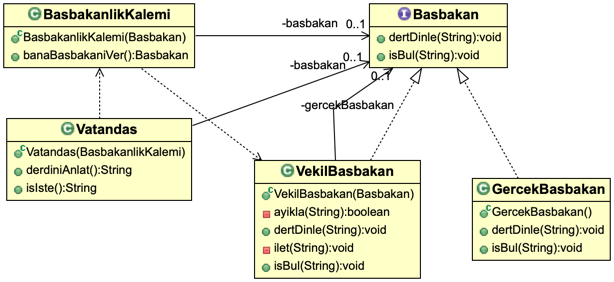 BasbakanlikKalemi
BasbakanlikKalemi(Basbakan)
banaBasbakaniVer():Basbakan
-basbakan
0..1
Basbakan
dertDinle(String):void
isBul(String):void
-basbakan
0..1
0..1
-gercekBasbakan
Vatandas
Vatandas(BasbakanlikKalemi)
derdiniAnlat():String
isIste():String
VekilBasbakan
VekilBasbakan(Basbakan)
ayikla(String):boolean
dertDinle(String):void
ilet(String):void
isBul(String):void
GercekBasbakan
GercekBasbakan()
dertDinle(String):void
isBul(String):void